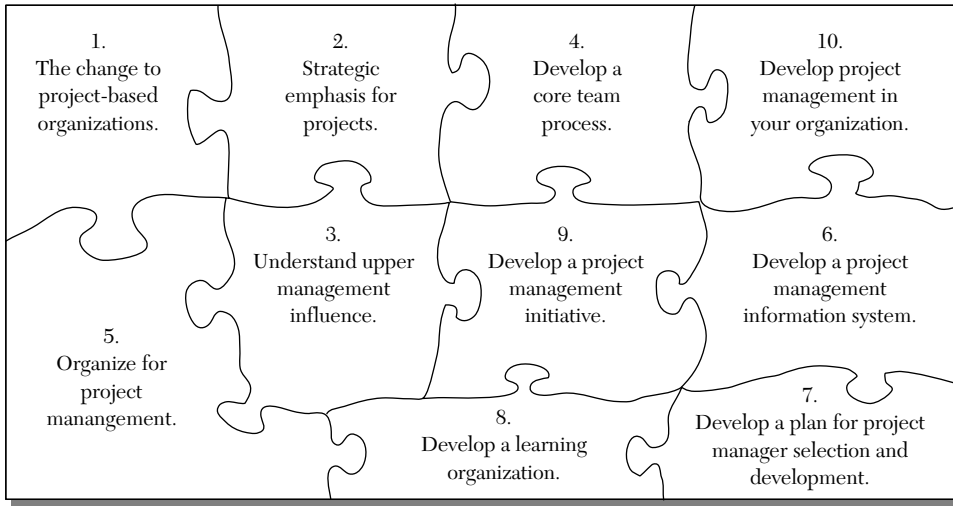 1.
The change to
project-based
organizations.
2.
Strategic
emphasis for
projects.
4.
Develop a
core team
process.
10.
Develop project
management in
your organization.
3.
Understand upper
management
influence.
9.
Develop a project
management
initiative.
6.
Develop a project
management
information system.
5.
Organize for
project
manangement.
8.
Develop a learning
organization.
7.
Develop a plan for project
manager selection and
development.